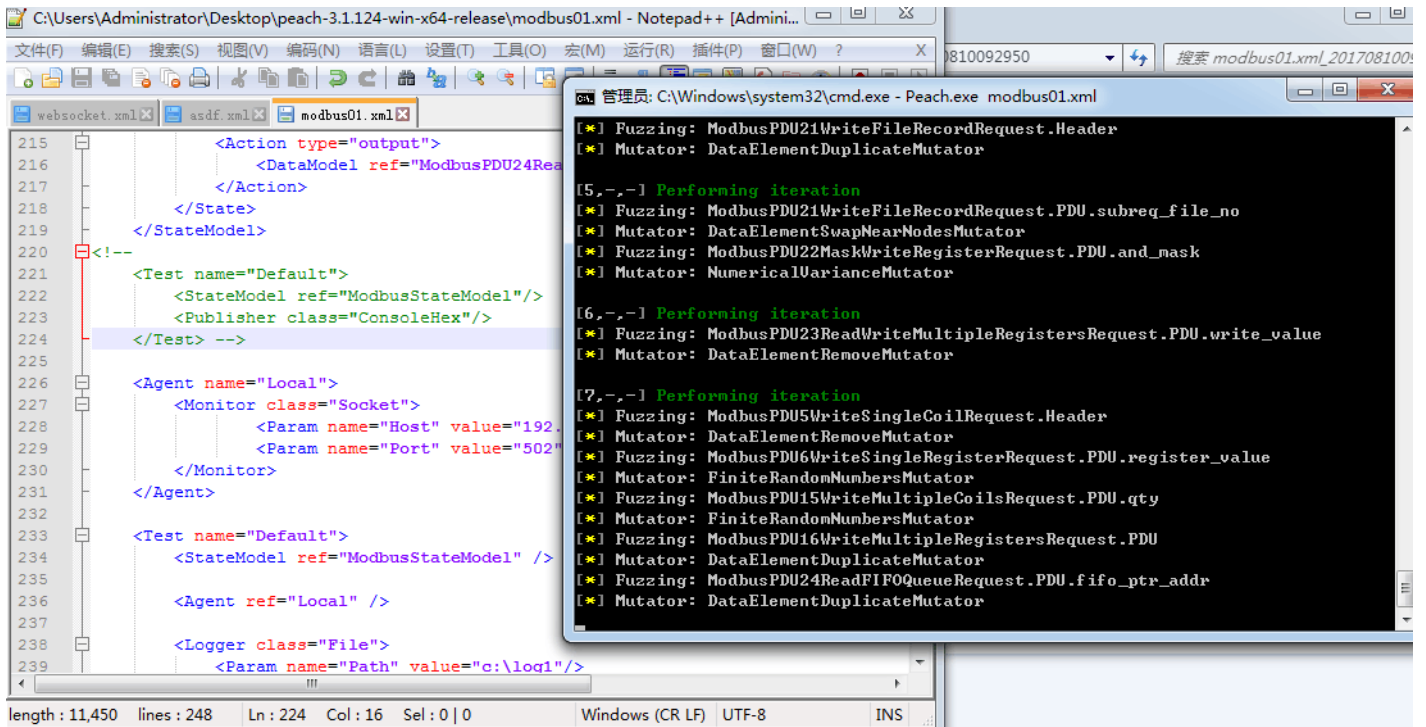 C:\Users\Administrator\Desktop\peach-3.1.124-win-x64-release\modbus01.xml - Notepad++ [Admini...
文件(F) 编辑(E) 搜索(S) 视图(V) 编码(N) 语言(L) 设置(T) 工具(O) 宏(M) 运行(R) 插件(P) 窗口(W) ? X
websocket.xml asdf.xml modbus01.xml
215 <Action type="output">
216 <DataModel ref="ModbusPDU24Rea
217 </Action>
218 </State>
219 </StateModel>
220 <!--
221 <Test name="Default">
222 <StateModel ref="ModbusStateModel"/>
223 <Publisher class="ConsoleHex"/>
224 </Test> -->
225
226 <Agent name="Local">
227 <Monitor class="Socket">
228 <Param name="Host" value="192.
229 <Param name="Port" value="502"
230 </Monitor>
231 </Agent>
232
233 <Test name="Default">
234 <StateModel ref="ModbusStateModel" />
235
236 <Agent ref="Local" />
237
238 <Logger class="File">
239 <Param name="Path" value="c:\log1"/>
length : 11,450 lines : 248 Ln : 224 Col : 16 Sel : 0 | 0 Windows (CR LF) UTF-8 INS
0810092950
搜索 modbus01.xml_201708100
管理员: C:\Windows\system32\cmd.exe - Peach.exe modbus01.xml
[*] Fuzzing: ModbusPDU21WriteFileRecordRequest.Header
[*] Mutator: DataElementDuplicateMutator
[5,-,-] Performing iteration
[*] Fuzzing: ModbusPDU21WriteFileRecordRequest.PDU.subreq_file_no
[*] Mutator: DataElementSwapNearNodesMutator
[*] Fuzzing: ModbusPDU22MaskWriteRegisterRequest.PDU.and_mask
[*] Mutator: NumericalVarianceMutator
[6,-,-] Performing iteration
[*] Fuzzing: ModbusPDU23ReadWriteMultipleRegistersRequest.PDU.write_value
[*] Mutator: DataElementRemoveMutator
[7,-,-] Performing iteration
[*] Fuzzing: ModbusPDU5WriteSingleCoilRequest.Header
[*] Mutator: DataElementRemoveMutator
[*] Fuzzing: ModbusPDU6WriteSingleRegisterRequest.PDU.register_value
[*] Mutator: FiniteRandomNumbersMutator
[*] Fuzzing: ModbusPDU15WriteMultipleCoilsRequest.PDU.qty
[*] Mutator: FiniteRandomNumbersMutator
[*] Fuzzing: ModbusPDU16WriteMultipleRegistersRequest.PDU
[*] Mutator: DataElementDuplicateMutator
[*] Fuzzing: ModbusPDU24ReadFIFOQueueRequest.PDU.fifo_ptr_addr
[*] Mutator: DataElementDuplicateMutator